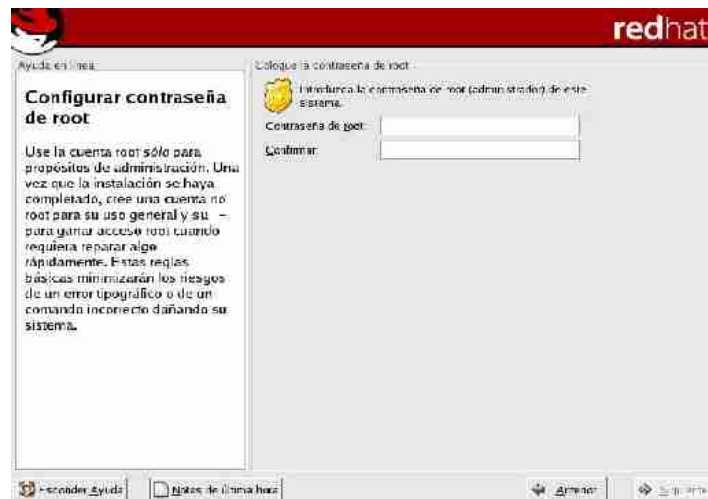 redhat
Ayuda en línea
Configurar contraseña
de root
Use la cuenta root sólo para
propósitos de administración. Una
vez que la instalación se haya
completado, cree una cuenta no
root para su uso general y su –
para ganar acceso root cuando
requiera reparar algo
rápidamente. Estas reglas
básicas minimizarán los riesgos
de un error tipográfico o de un
comando incorrecto dañando su
sistema.
Coloque la contraseña de root
Introduzca la contraseña de root (administrador) de este
sistema.
Contraseña de root:
Confirmar:
Esconder Ayuda
Notas de última hora
Anterior
Siguiente